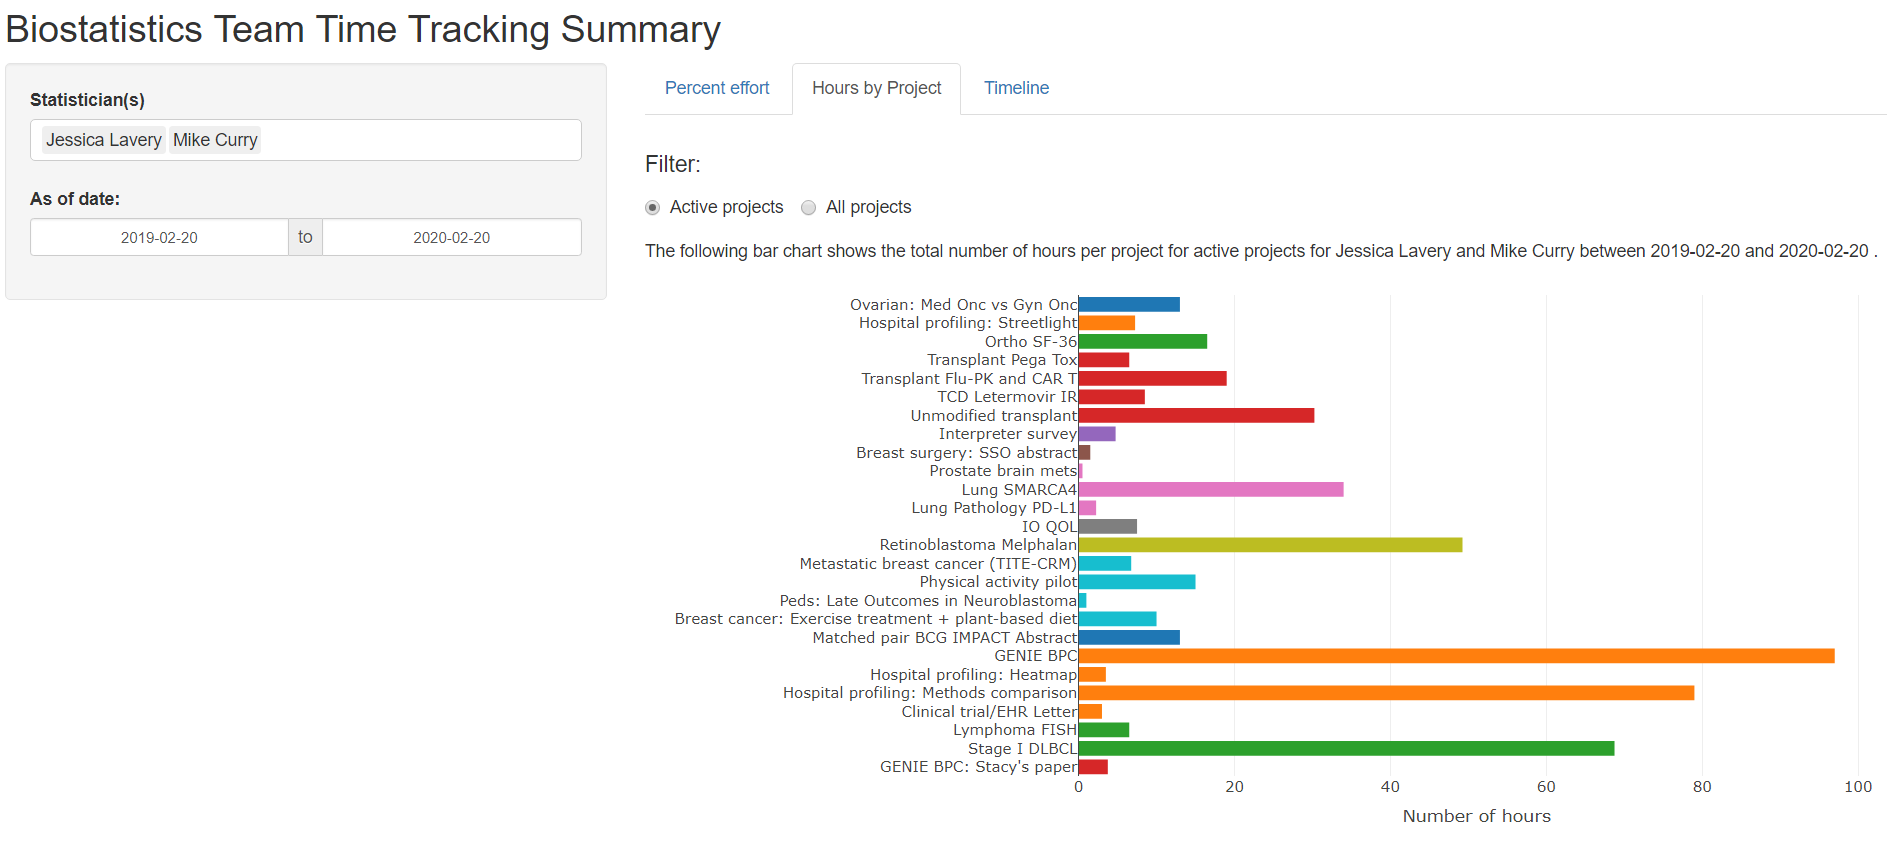 Biostatistics Team Time Tracking Summary
Statistician(s)
Jessica Lavery Mike Curry
As of date:
2019-02-20 to 2020-02-20
Percent effort Hours by Project Timeline
Filter:
Active projects All projects
The following bar chart shows the total number of hours per project for active projects for Jessica Lavery and Mike Curry between 2019-02-20 and 2020-02-20 .
Ovarian: Med Onc vs Gyn Onc
Hospital profiling: Streetlight
Ortho SF-36
Transplant Pega Tox
Transplant Flu-PK and CAR T
TCD Letermovir IR
Unmodified transplant
Interpreter survey
Breast surgery: SSO abstract
Prostate brain mets
Lung SMARCA4
Lung Pathology PD-L1
IO QOL
Retinoblastoma Melphalan
Metastatic breast cancer (TITE-CRM)
Physical activity pilot
Peds: Late Outcomes in Neuroblastoma
Breast cancer: Exercise treatment + plant-based diet
Matched pair BCG IMPACT Abstract
GENIE BPC
Hospital profiling: Heatmap
Hospital profiling: Methods comparison
Clinical trial/EHR Letter
Lymphoma FISH
Stage I DLBCL
GENIE BPC: Stacy's paper
0 20 40 60 80 100
Number of hours